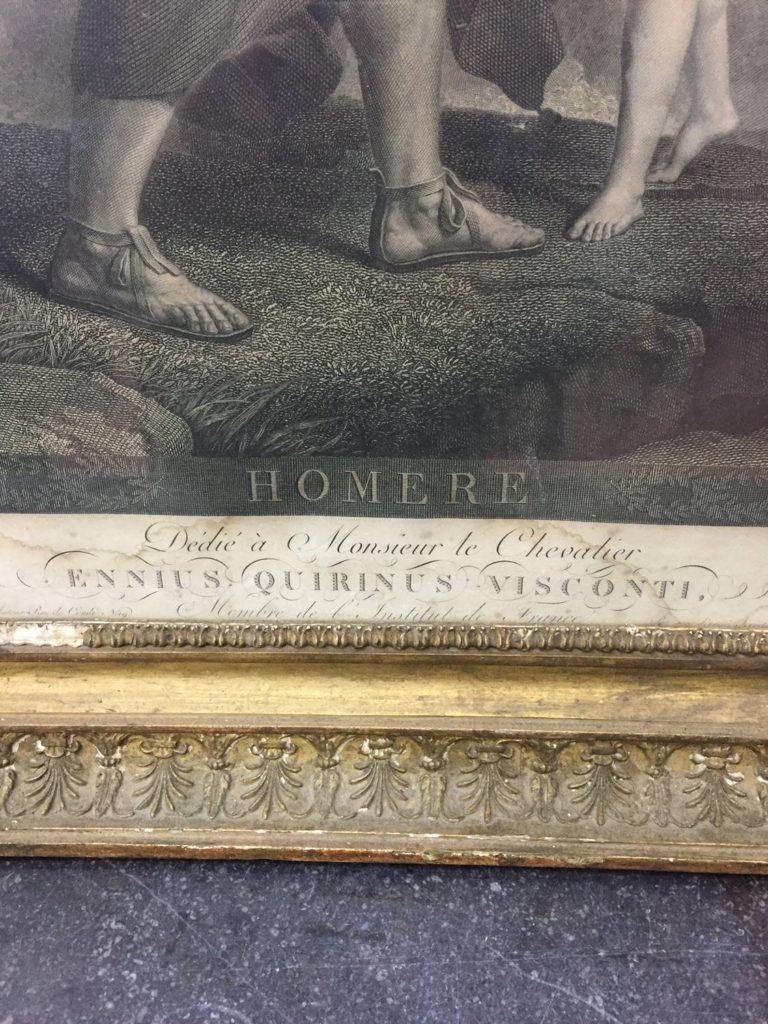 HOMERE
Dédié à Monsieur le Chevalier
ENNIUS QUIRINUS VISCONTI,
Membre de l'Institut de France